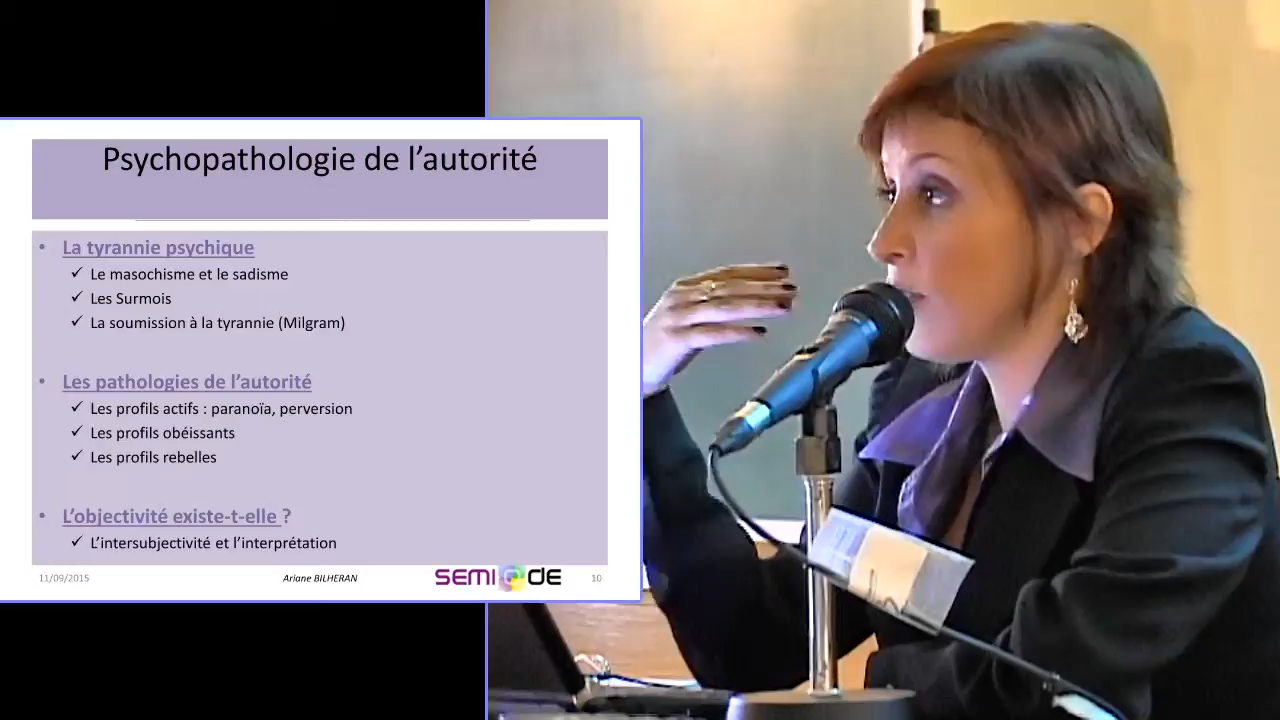 Psychopathologie de l’autorité
• La tyrannie psychique
✓ Le masochisme et le sadisme
✓ Les Surmois
✓ La soumission à la tyrannie (Milgram)
• Les pathologies de l’autorité
✓ Les profils actifs : paranoïa, perversion
✓ Les profils obéissants
✓ Les profils rebelles
• L’objectivité existe-t-elle ?
✓ L’intersubjectivité et l’interprétation
11/09/2015 Ariane BILHERAN SEMIODE 10